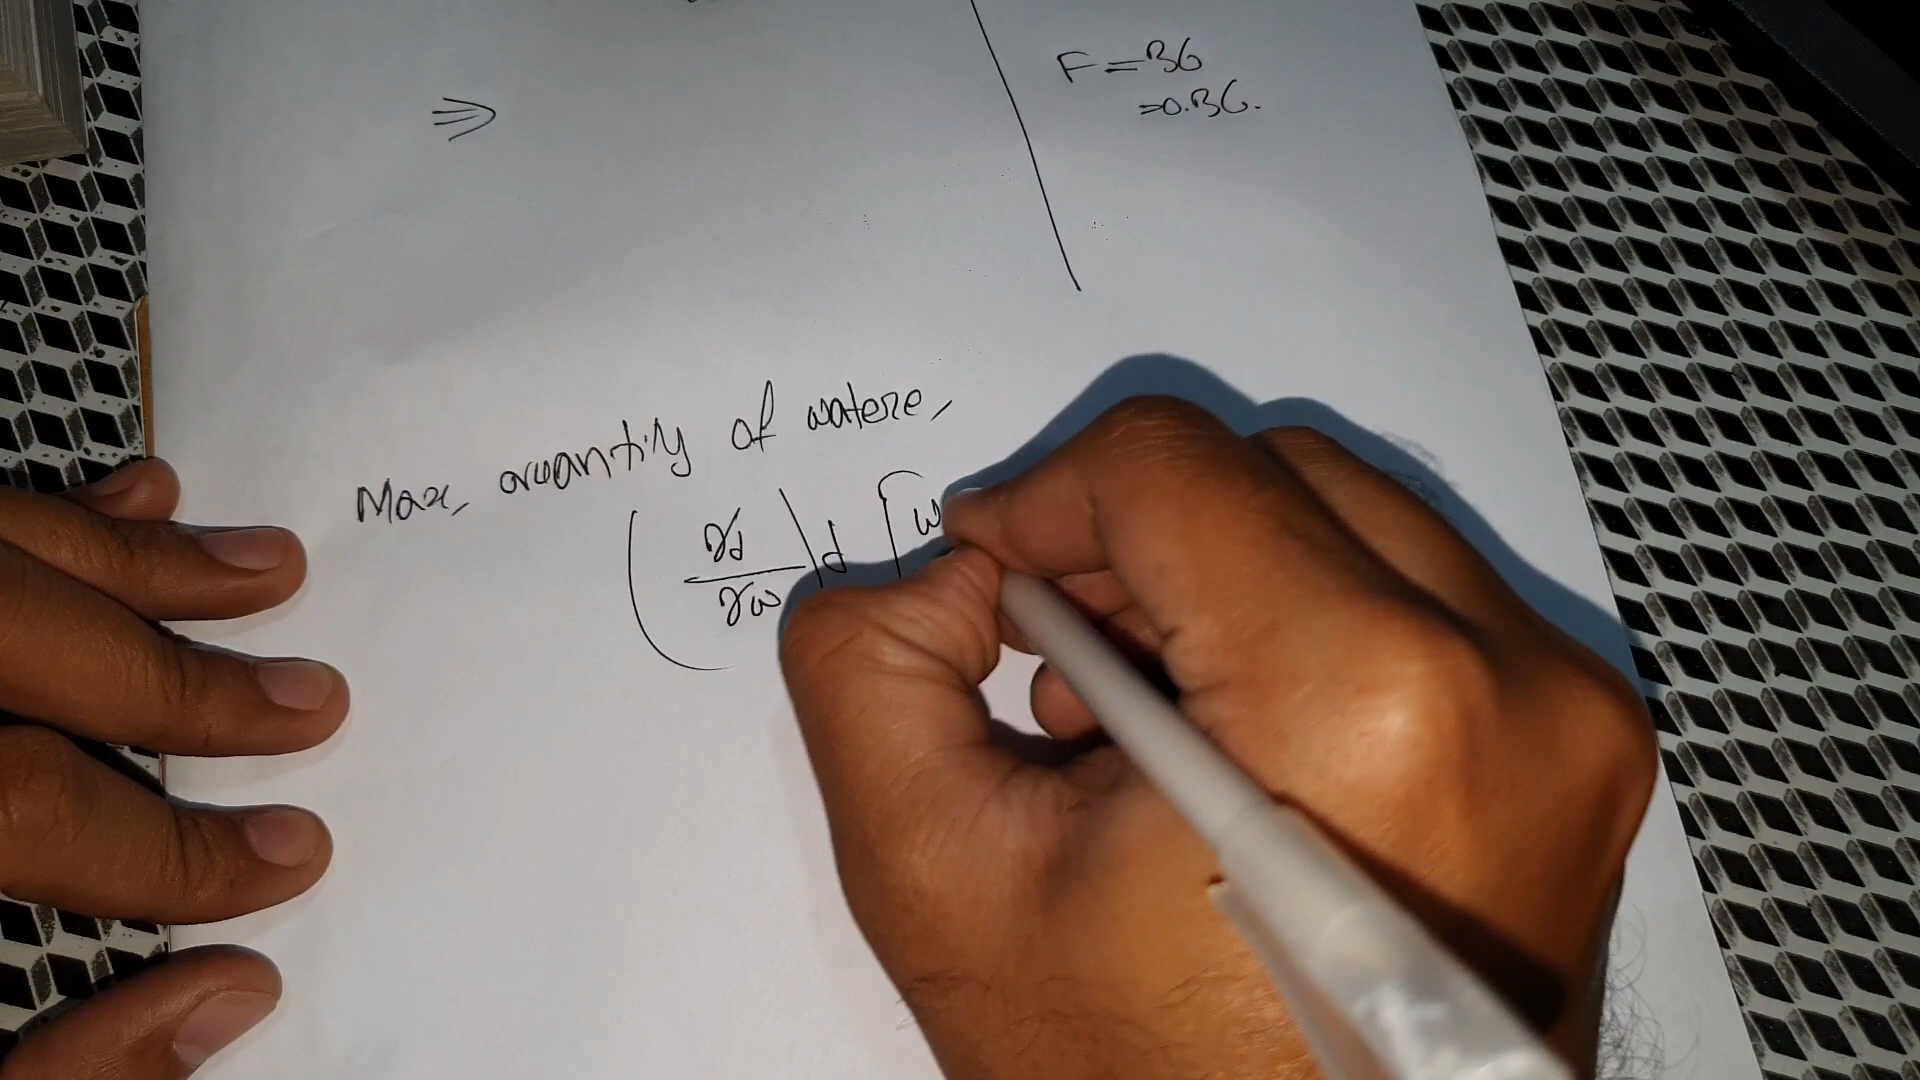 F = 36
= 0.36.
⇒
Max, quantity of watere,
( γd / γw ) d [ w